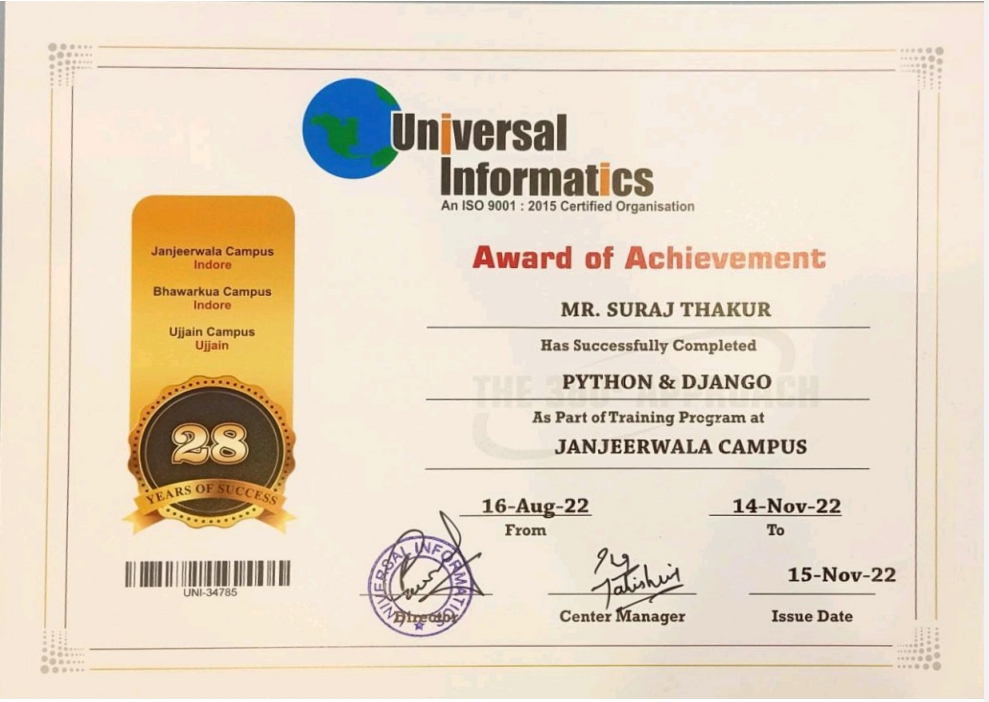 Universal
Informatics
An ISO 9001 : 2015 Certified Organisation
Janjeerwala Campus
Indore
Bhawarkua Campus
Indore
Ujjain Campus
Ujjain
28
YEARS OF SUCCESS
UNI-34785
Award of Achievement
MR. SURAJ THAKUR
Has Successfully Completed
THE 360° APPROACH
PYTHON & DJANGO
As Part of Training Program at
JANJEERWALA CAMPUS
16-Aug-22
From
14-Nov-22
To
UNIVERSAL INFORMATICS
Director
Center Manager
15-Nov-22
Issue Date